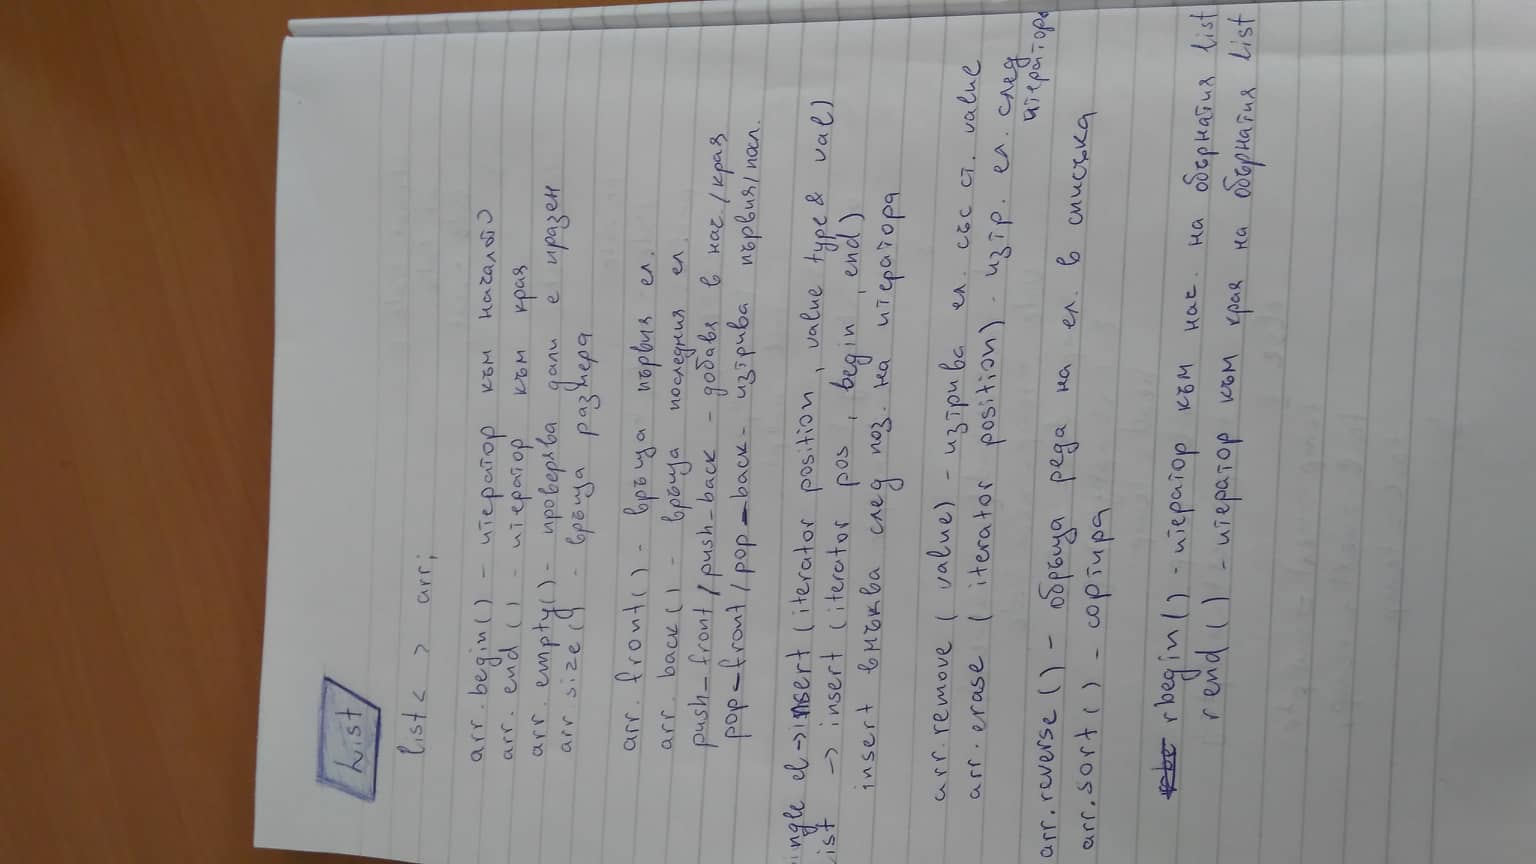 List
list < > arr;
arr. begin() - итератор към началото
arr. end () - итератор към края
arr. empty() - проверява дали е празен
arr. size() - връща размера
arr. front() - връща първия ел.
arr. back() - връща последния ел.
push_front/push-back - добавя в нач./края
pop_front/pop_back - изтрива първия/посл.
single el->insert (iterator position, value type & val)
list -> insert (iterator pos, begin, end)
insert вмъква след поз. на итератора
arr.remove ( value) - изтрива ел. със ст. value
arr. erase ( iterator position) - изтр. ел. след итератора
arr.reverse () - обръща реда на ел. в списъка
arr.sort () - сортира
rbegin() - итератор към нач. на обърнатия list
rend () - итератор към края на обърнатия list